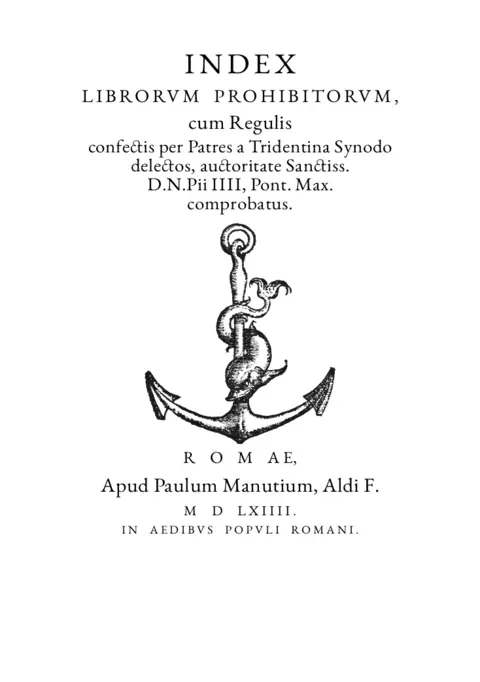 INDEX
LIBRORVM PROHIBITORVM,
cum Regulis
confectis per Patres a Tridentina Synodo
delectos, auctoritate Sanctiss.
D.N.Pii IIII, Pont. Max.
comprobatus.
R O M AE,
Apud Paulum Manutium, Aldi F.
M D LXIIII.
IN AEDIBVS POPVLI ROMANI.